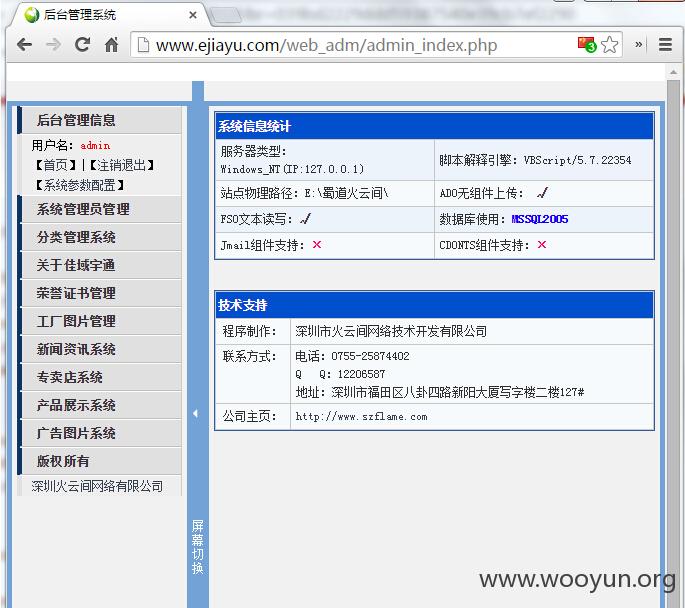 后台管理系统
www.ejiayu.com/web_adm/admin_index.php
3
»
后台管理信息
用户名：admin
【首页】|【注销退出】
【系统参数配置】
系统管理员管理
分类管理系统
关于佳域宇通
荣誉证书管理
工厂图片管理
新闻资讯系统
专卖店系统
产品展示系统
广告图片系统
版权所有
深圳火云间网络有限公司
屏幕切换
系统信息统计
服务器类型：
Windows_NT(IP:127.0.0.1)
脚本解释引擎：VBScript/5.7.22354
站点物理路径：E:\蜀道火云间\
ADO无组件上传：✓
FSO文本读写：✓
数据库使用：MSSQL2005
Jmail组件支持：×
CDONTS组件支持：×
技术支持
程序制作：
深圳市火云间网络技术开发有限公司
联系方式：
电话：0755-25874402
Q Q：12206587
地址：深圳市福田区八卦四路新阳大厦写字楼二楼127#
公司主页：
http://www.szflame.com
www.wooyun.org